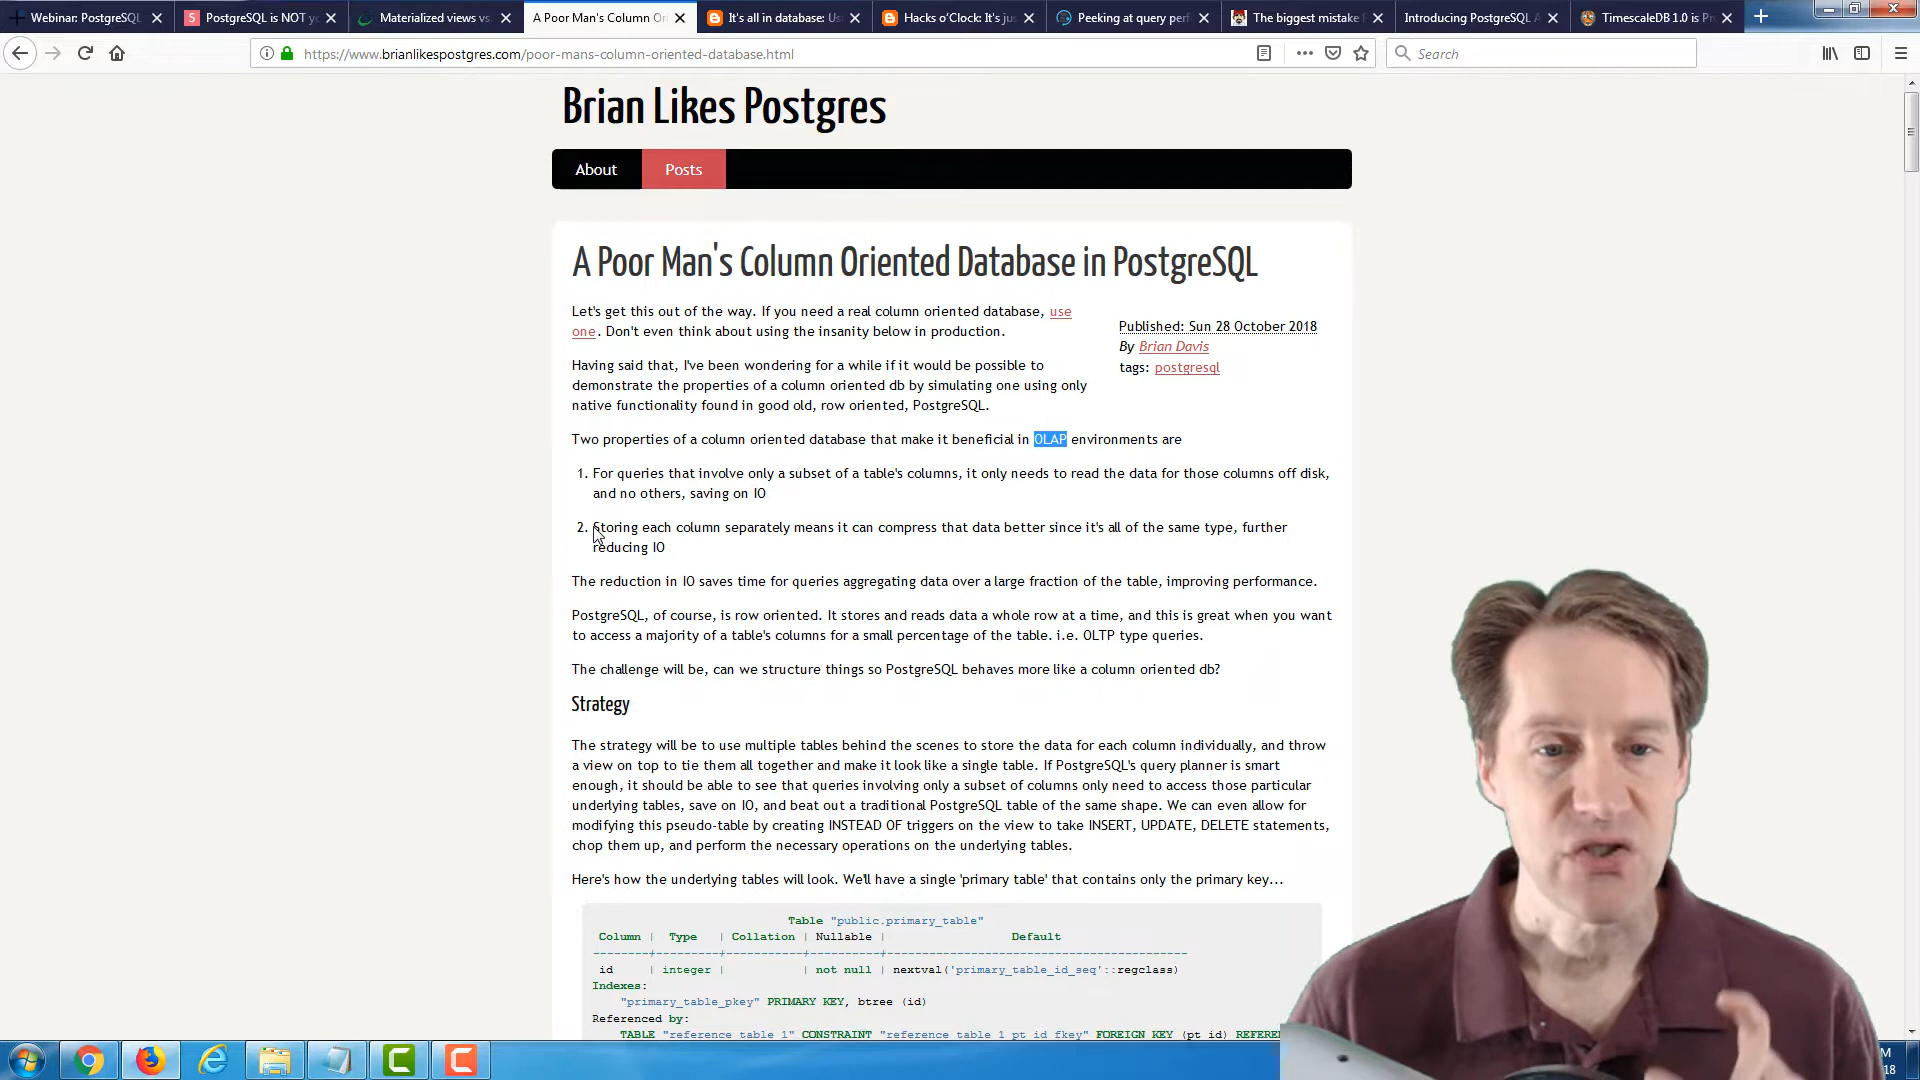 Webinar: PostgreSQL
PostgreSQL is NOT yo
Materialized views vs.
A Poor Man's Column Ori
It's all in database: Us
Hacks o'Clock: It's jus
Peeking at query perf
The biggest mistake P
Introducing PostgreSQL A
TimescaleDB 1.0 is Pr
https://www.brianlikespostgres.com/poor-mans-column-oriented-database.html
Search
Brian Likes Postgres
About
Posts
A Poor Man's Column Oriented Database in PostgreSQL
Let's get this out of the way. If you need a real column oriented database, use
one. Don't even think about using the insanity below in production.
Published: Sun 28 October 2018
By Brian Davis
tags: postgresql
Having said that, I've been wondering for a while if it would be possible to
demonstrate the properties of a column oriented db by simulating one using only
native functionality found in good old, row oriented, PostgreSQL.
Two properties of a column oriented database that make it beneficial in OLAP environments are
1. For queries that involve only a subset of a table's columns, it only needs to read the data for those columns off disk,
and no others, saving on IO
2. Storing each column separately means it can compress that data better since it's all of the same type, further
reducing IO
The reduction in IO saves time for queries aggregating data over a large fraction of the table, improving performance.
PostgreSQL, of course, is row oriented. It stores and reads data a whole row at a time, and this is great when you want
to access a majority of a table's columns for a small percentage of the table. i.e. OLTP type queries.
The challenge will be, can we structure things so PostgreSQL behaves more like a column oriented db?
Strategy
The strategy will be to use multiple tables behind the scenes to store the data for each column individually, and throw
a view on top to tie them all together and make it look like a single table. If PostgreSQL's query planner is smart
enough, it should be able to see that queries involving only a subset of columns only need to access those particular
underlying tables, save on IO, and beat out a traditional PostgreSQL table of the same shape. We can even allow for
modifying this pseudo-table by creating INSTEAD OF triggers on the view to take INSERT, UPDATE, DELETE statements,
chop them up, and perform the necessary operations on the underlying tables.
Here's how the underlying tables will look. We'll have a single 'primary table' that contains only the primary key...
Table "public.primary_table"
Column | Type | Collation | Nullable | Default
--------+---------+-----------+----------+-------------------------------------------
id | integer | | not null | nextval('primary_table_id_seq'::regclass)
Indexes:
"primary_table_pkey" PRIMARY KEY, btree (id)
Referenced by:
TABLE "reference_table_1" CONSTRAINT "reference_table_1_pt_id_fkey" FOREIGN KEY (pt_id) REFERE
M
18